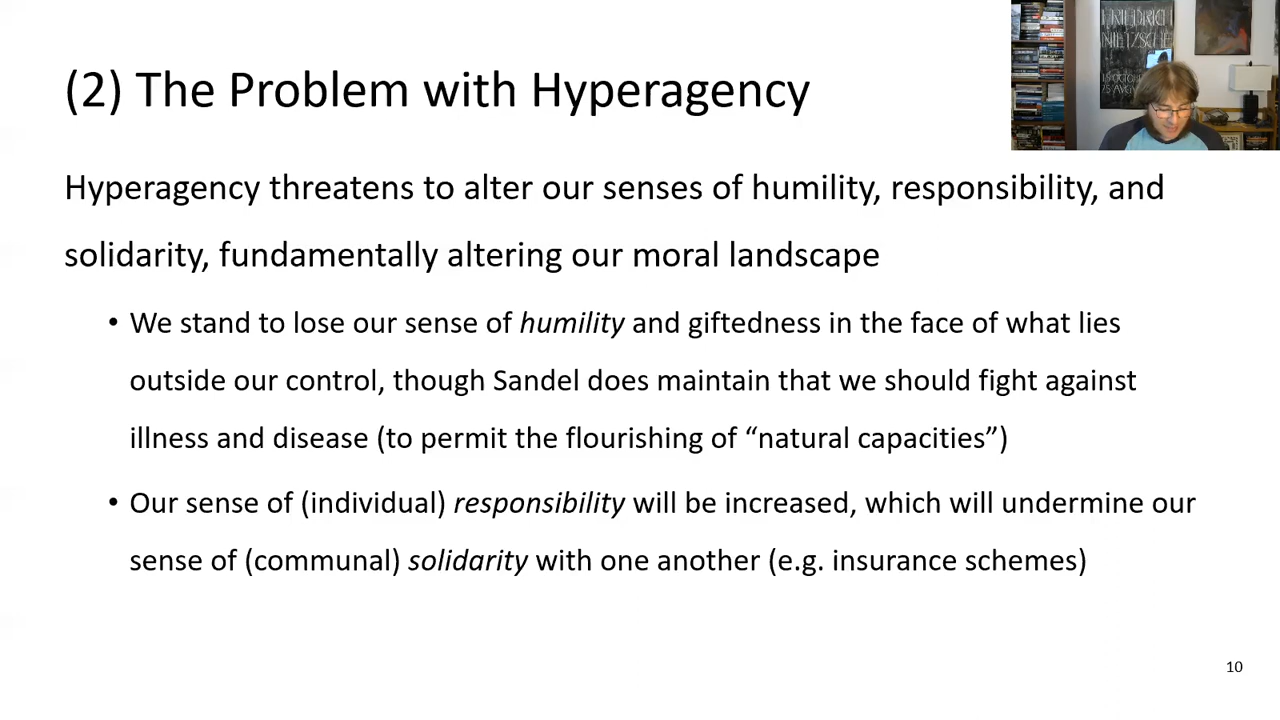 (2) The Problem with Hyperagency
FRIEDRICH
NIETZSCHE
Hyperagency threatens to alter our senses of humility, responsibility, and
solidarity, fundamentally altering our moral landscape
• We stand to lose our sense of humility and giftedness in the face of what lies
outside our control, though Sandel does maintain that we should fight against
illness and disease (to permit the flourishing of “natural capacities”)
• Our sense of (individual) responsibility will be increased, which will undermine our
sense of (communal) solidarity with one another (e.g. insurance schemes)
10